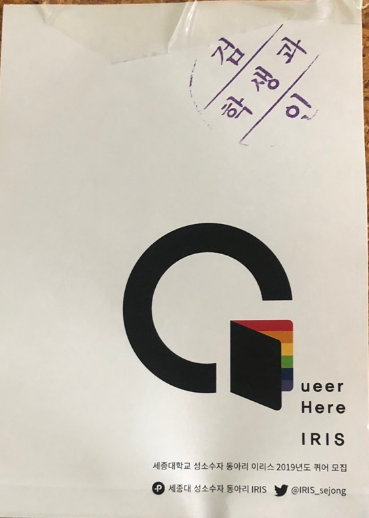 검
학생과
인
Queer
Here
IRIS
세종대학교 성소수자 동아리 이리스 2019년도 퀴어 모집
세종대 성소수자 동아리 IRIS @IRIS_sejong